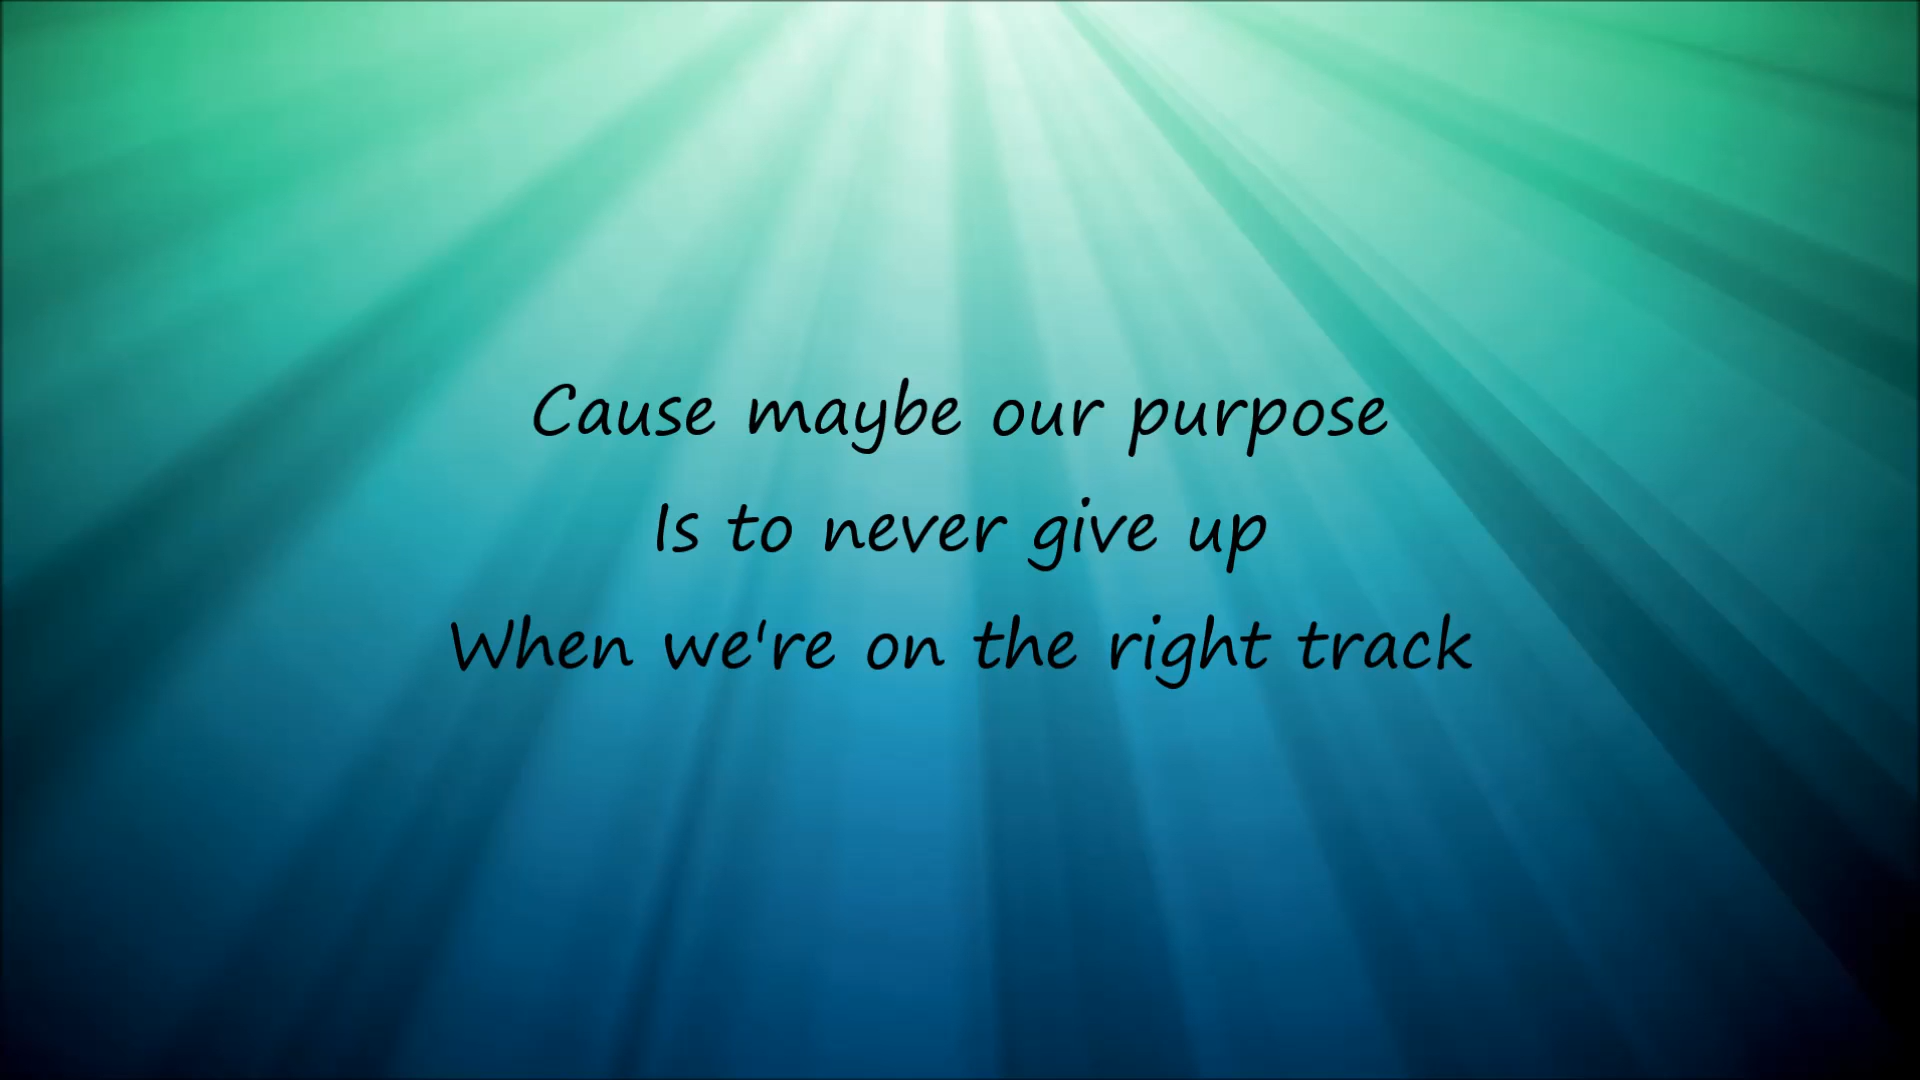 Cause maybe our purpose
Is to never give up
When we're on the right track